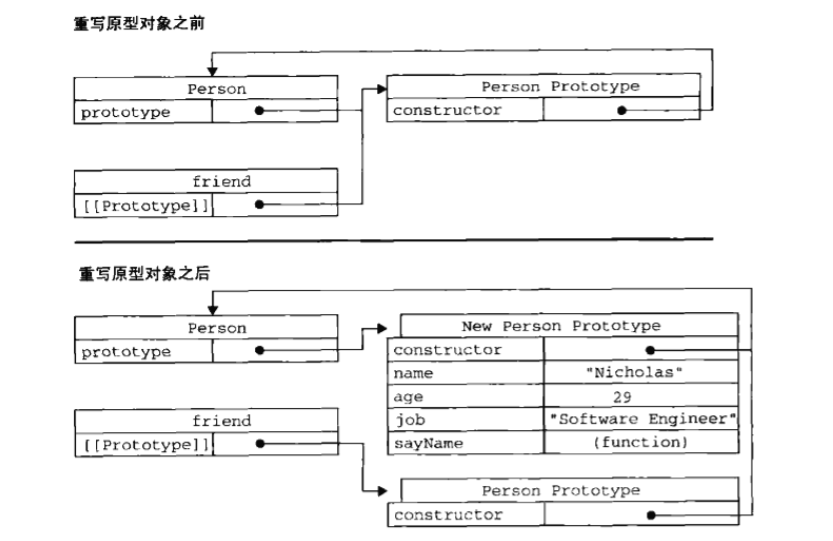 重写原型对象之前
Person
prototype
Person Prototype
constructor
friend
[[Prototype]]
重写原型对象之后
Person
prototype
New Person Prototype
constructor
name "Nicholas"
age 29
job "Software Engineer"
sayName (function)
friend
[[Prototype]]
Person Prototype
constructor